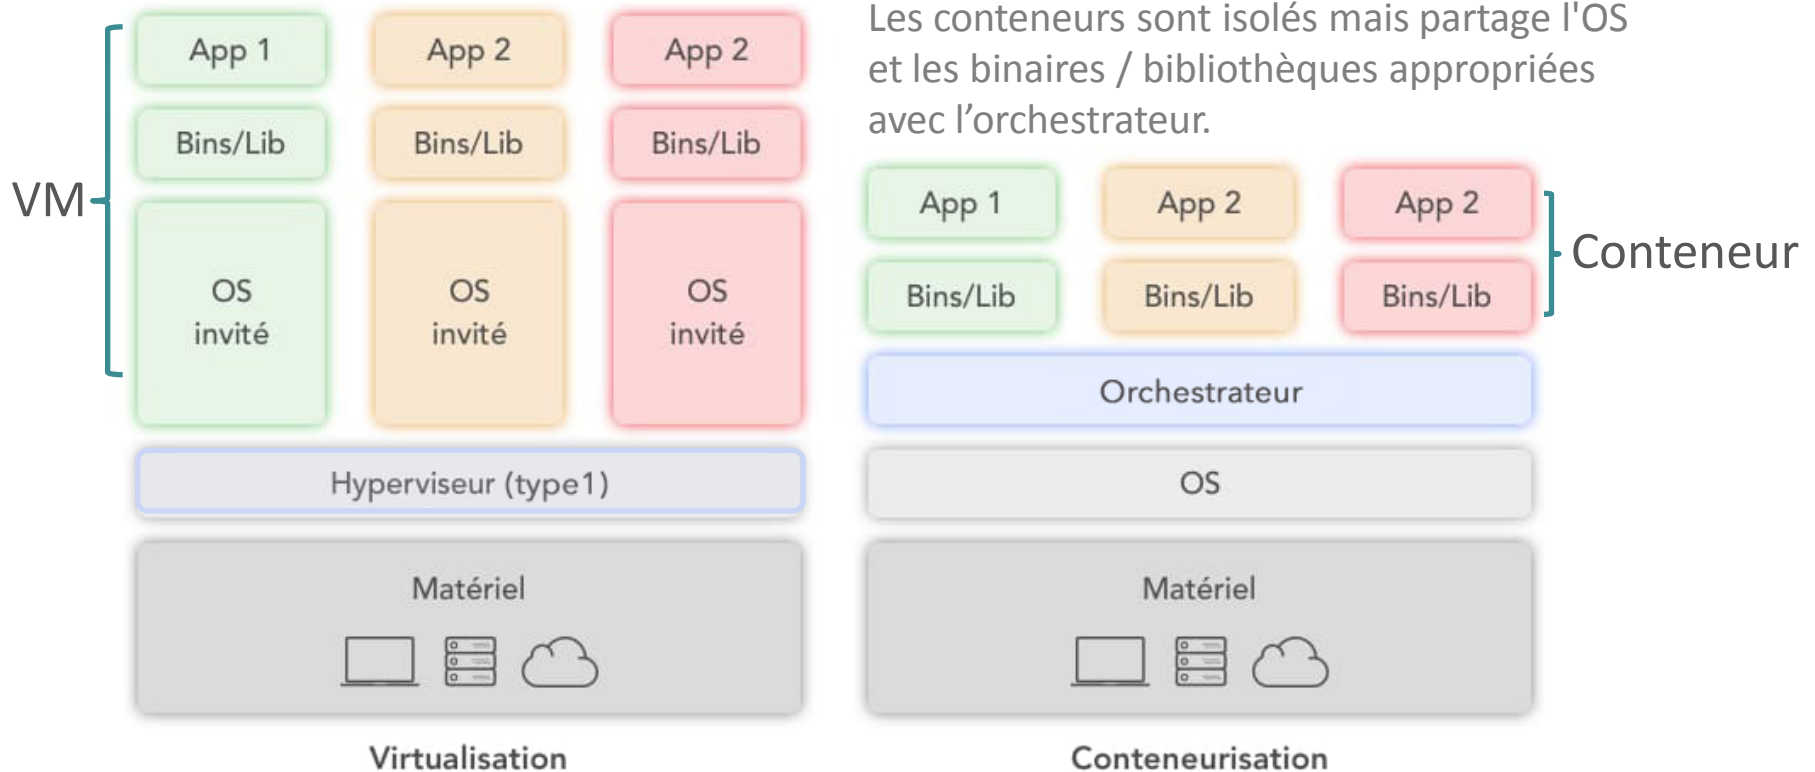 Les conteneurs sont isolés mais partage l'OS
et les binaires / bibliothèques appropriées
avec l’orchestrateur.
VM
App 1
App 2
App 2
Bins/Lib
Bins/Lib
Bins/Lib
OS
invité
OS
invité
OS
invité
Hyperviseur (type1)
Matériel
Virtualisation
App 1
App 2
App 2
Bins/Lib
Bins/Lib
Bins/Lib
Conteneur
Orchestrateur
OS
Matériel
Conteneurisation